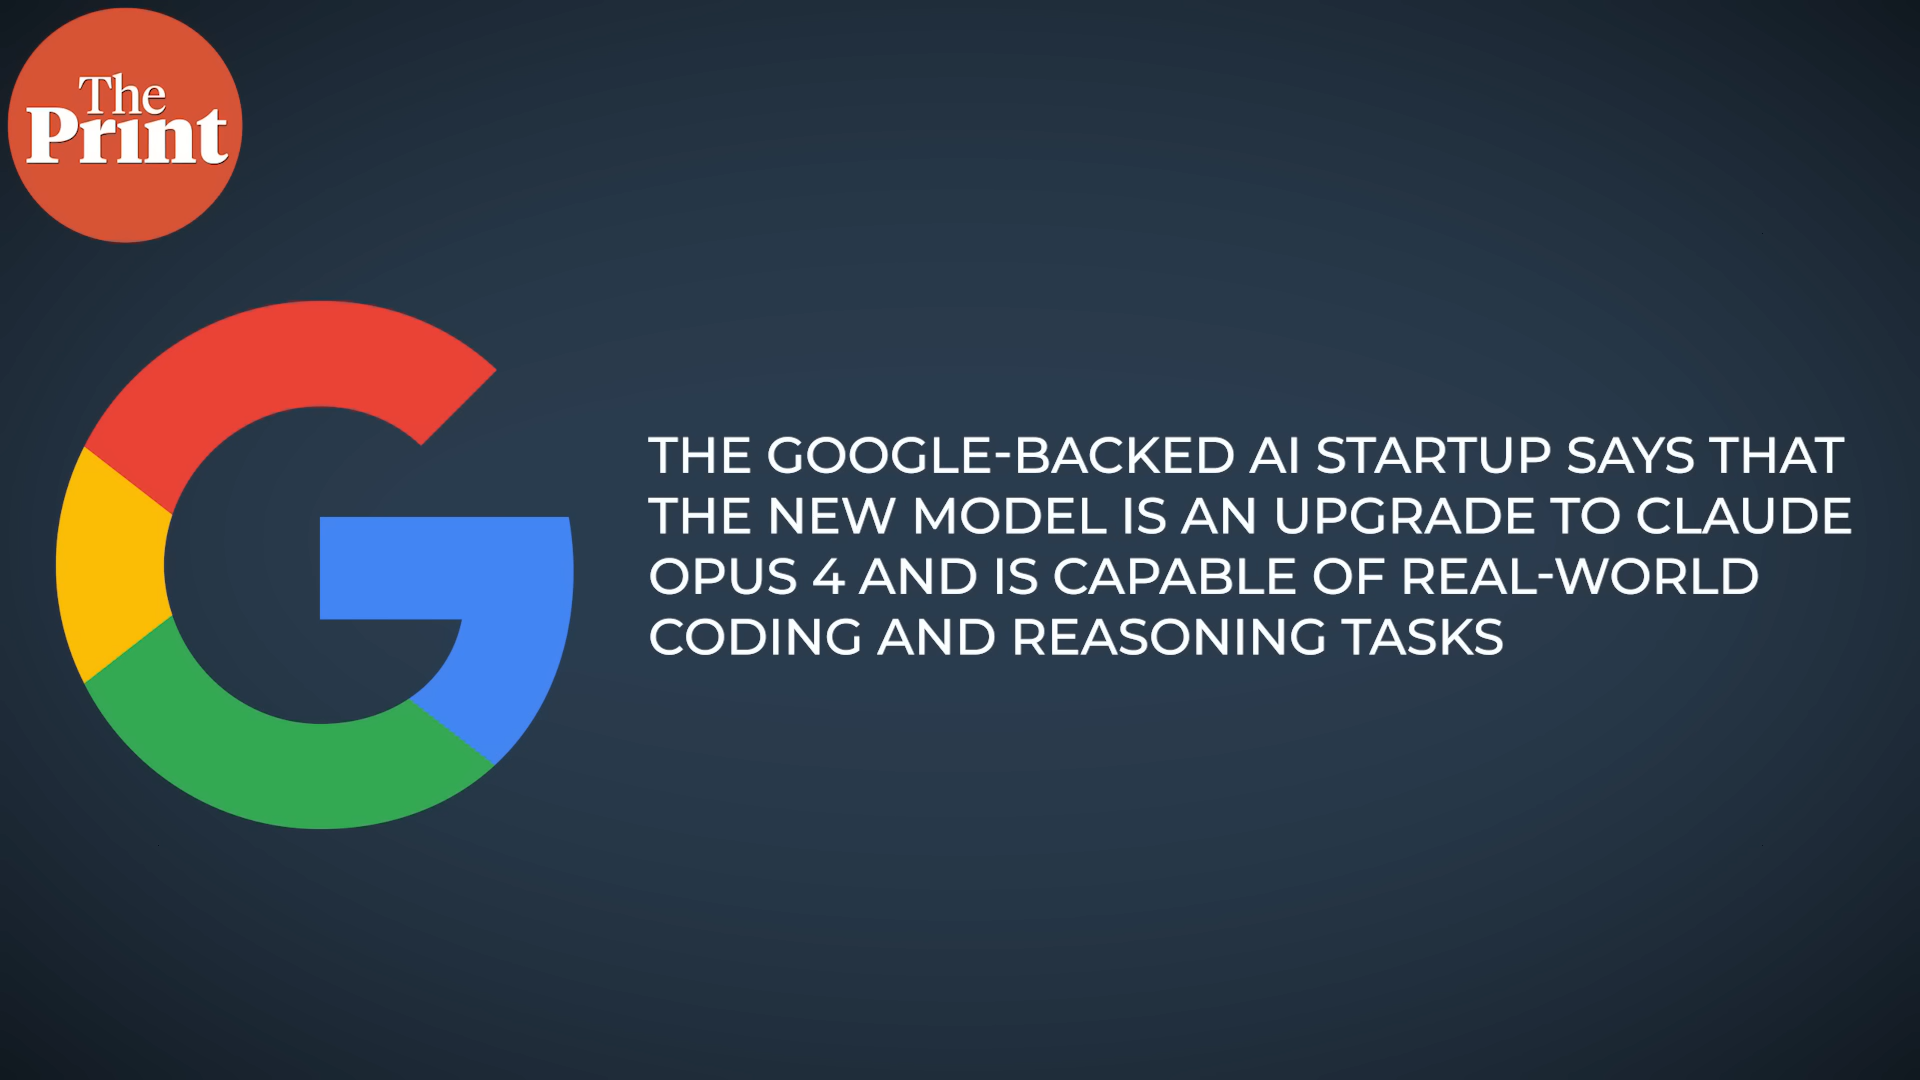 The
Print
THE GOOGLE-BACKED AI STARTUP SAYS THAT
THE NEW MODEL IS AN UPGRADE TO CLAUDE
OPUS 4 AND IS CAPABLE OF REAL-WORLD
CODING AND REASONING TASKS